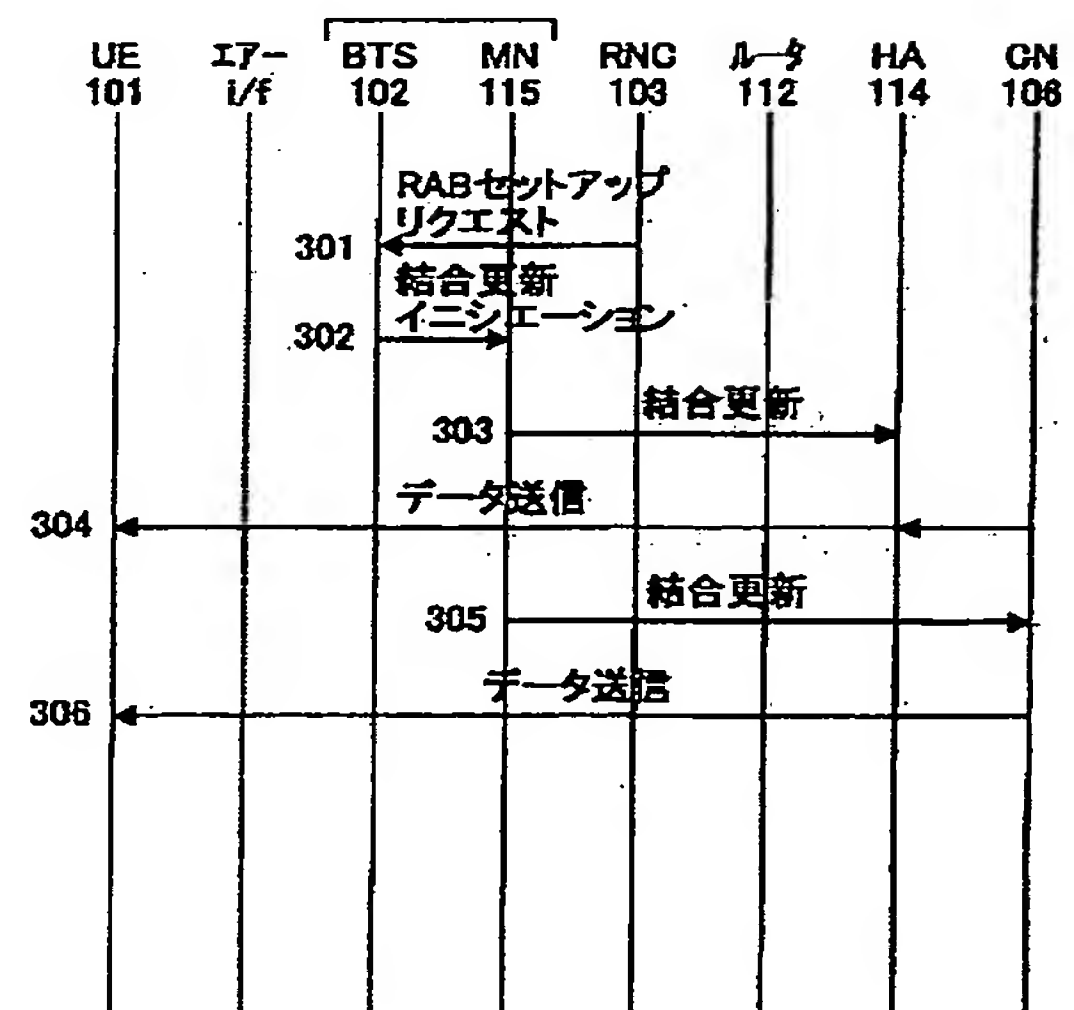 UE エアー BTS MN RNC ルータ HA CN
101 i/f 102 115 103 112 114 106
RABセットアップ
リクエスト
301
結合更新
イニシエーション
302
結合更新
303
データ送信
304
結合更新
305
データ送信
306